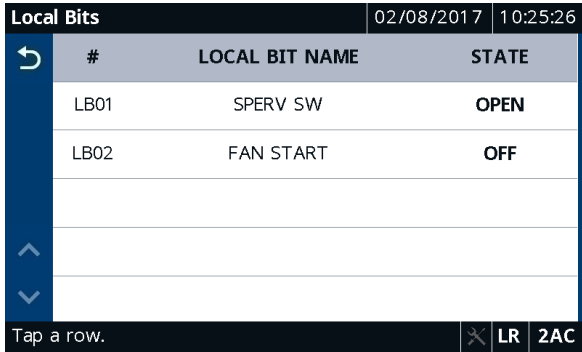 Local Bits 02/08/2017 10:25:26
# LOCAL BIT NAME STATE
LB01 SPERV SW OPEN
LB02 FAN START OFF
Tap a row. LR 2AC